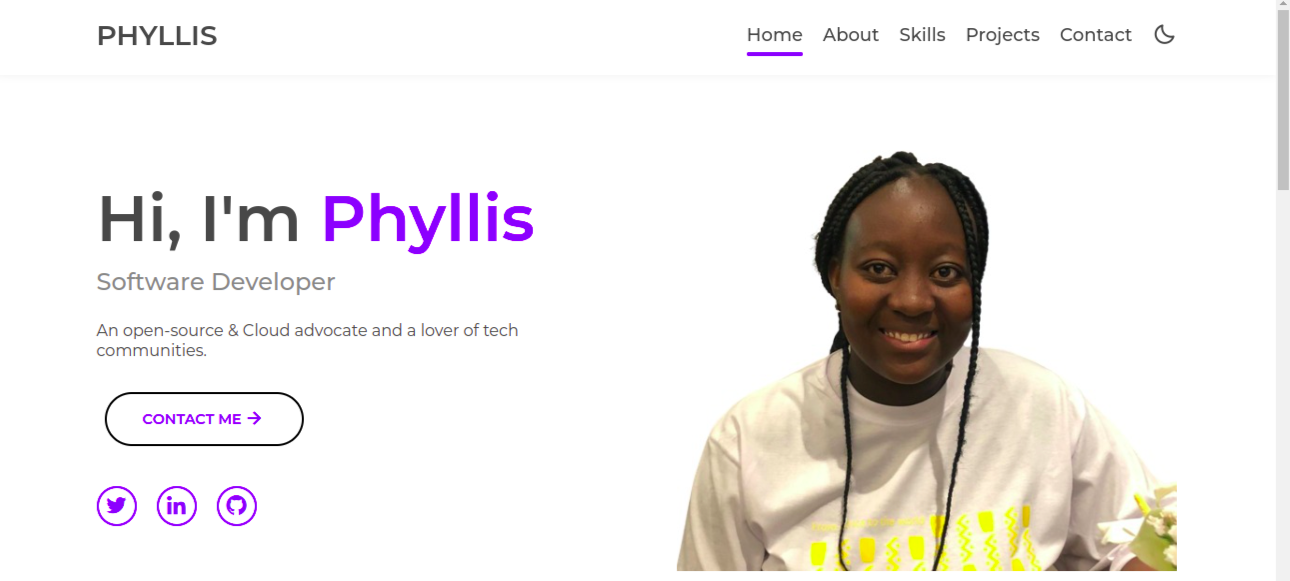 PHYLLIS
Home About Skills Projects Contact
Hi, I'm Phyllis
Software Developer
An open-source & Cloud advocate and a lover of tech
communities.
CONTACT ME →
in